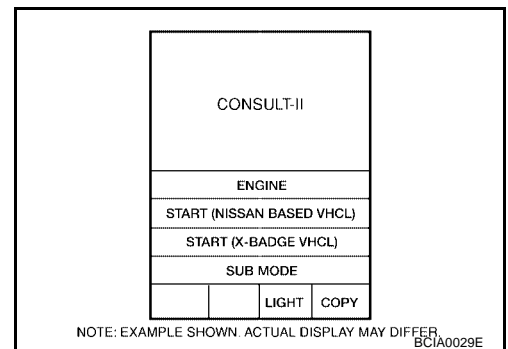 CONSULT-II
ENGINE
START (NISSAN BASED VHCL)
START (X-BADGE VHCL)
SUB MODE
LIGHT COPY
NOTE: EXAMPLE SHOWN. ACTUAL DISPLAY MAY DIFFER.
BCIA0029E